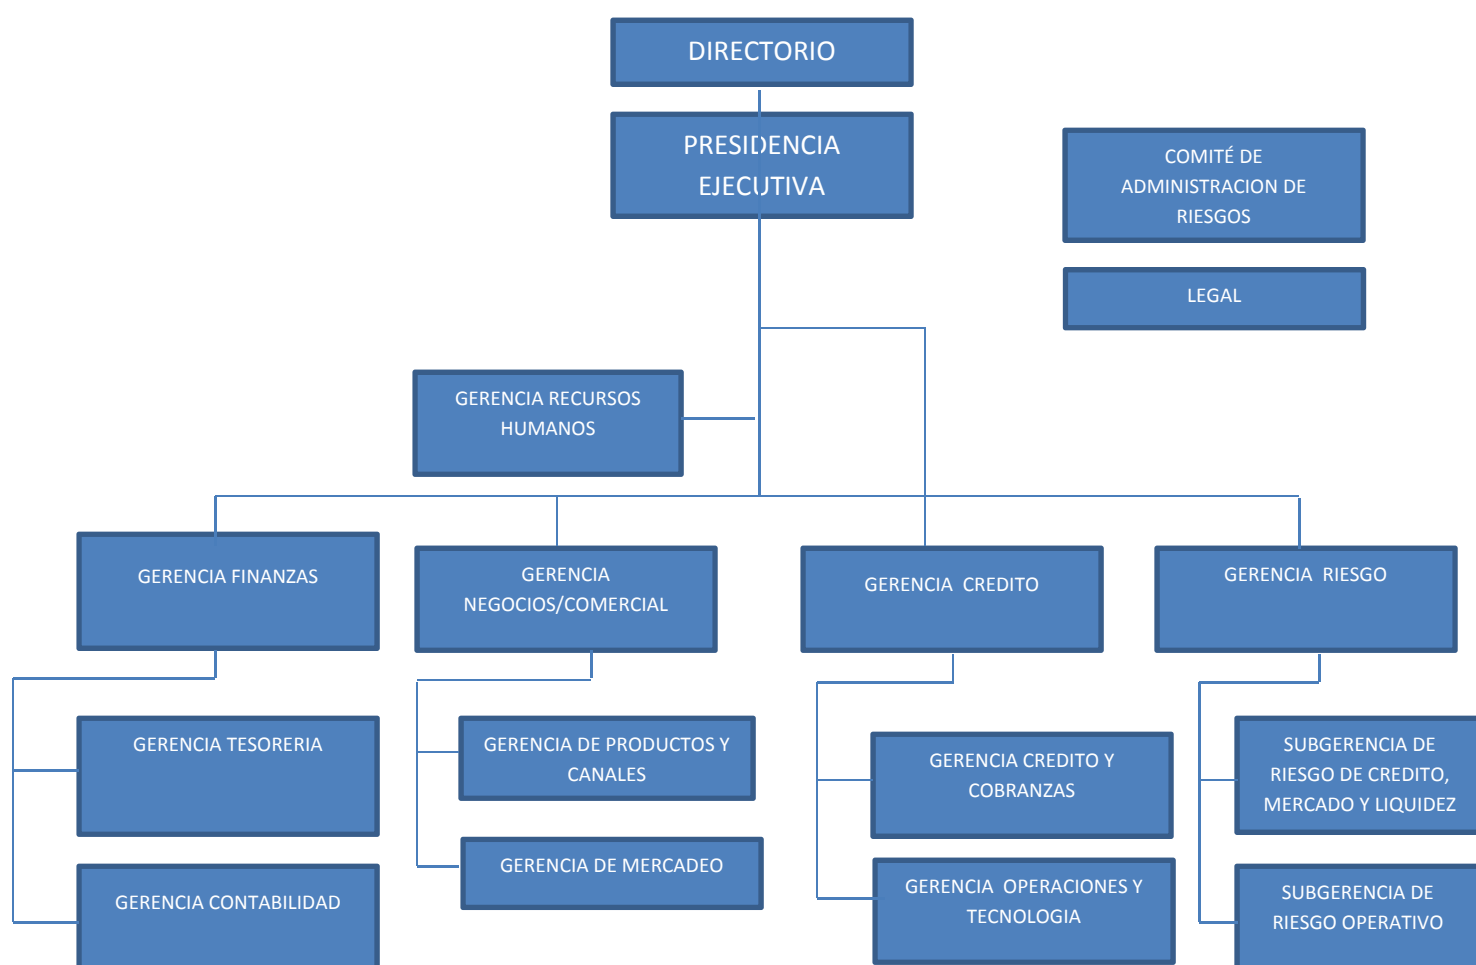 DIRECTORIO
PRESIDENCIA
EJECUTIVA
COMITÉ DE
ADMINISTRACION DE
RIESGOS
LEGAL
GERENCIA RECURSOS
HUMANOS
GERENCIA FINANZAS
GERENCIA
NEGOCIOS/COMERCIAL
GERENCIA CREDITO
GERENCIA RIESGO
GERENCIA TESORERIA
GERENCIA DE PRODUCTOS Y
CANALES
GERENCIA CREDITO Y
COBRANZAS
SUBGERENCIA DE
RIESGO DE CREDITO,
MERCADO Y LIQUIDEZ
GERENCIA CONTABILIDAD
GERENCIA DE MERCADEO
GERENCIA OPERACIONES Y
TECNOLOGIA
SUBGERENCIA DE
RIESGO OPERATIVO